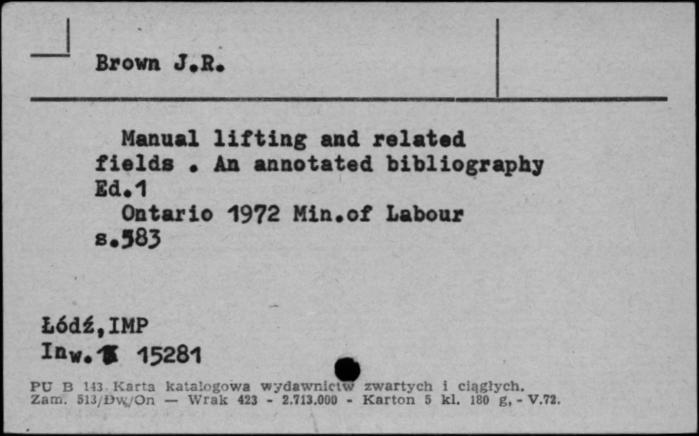 Brown J.R.
Manual lifting and related
fields . An annotated bibliography
Ed.1
Ontario 1972 Min.of Labour
s.583
Łódź,IMP
Inw. 15281
PU B 143 Karta katalogowa wydawnictw zwartych i ciągłych.
Zam. 513/Dw/On — Wrak 423 - 2.713.000 - Karton 5 kl. 180 g, - V.72.